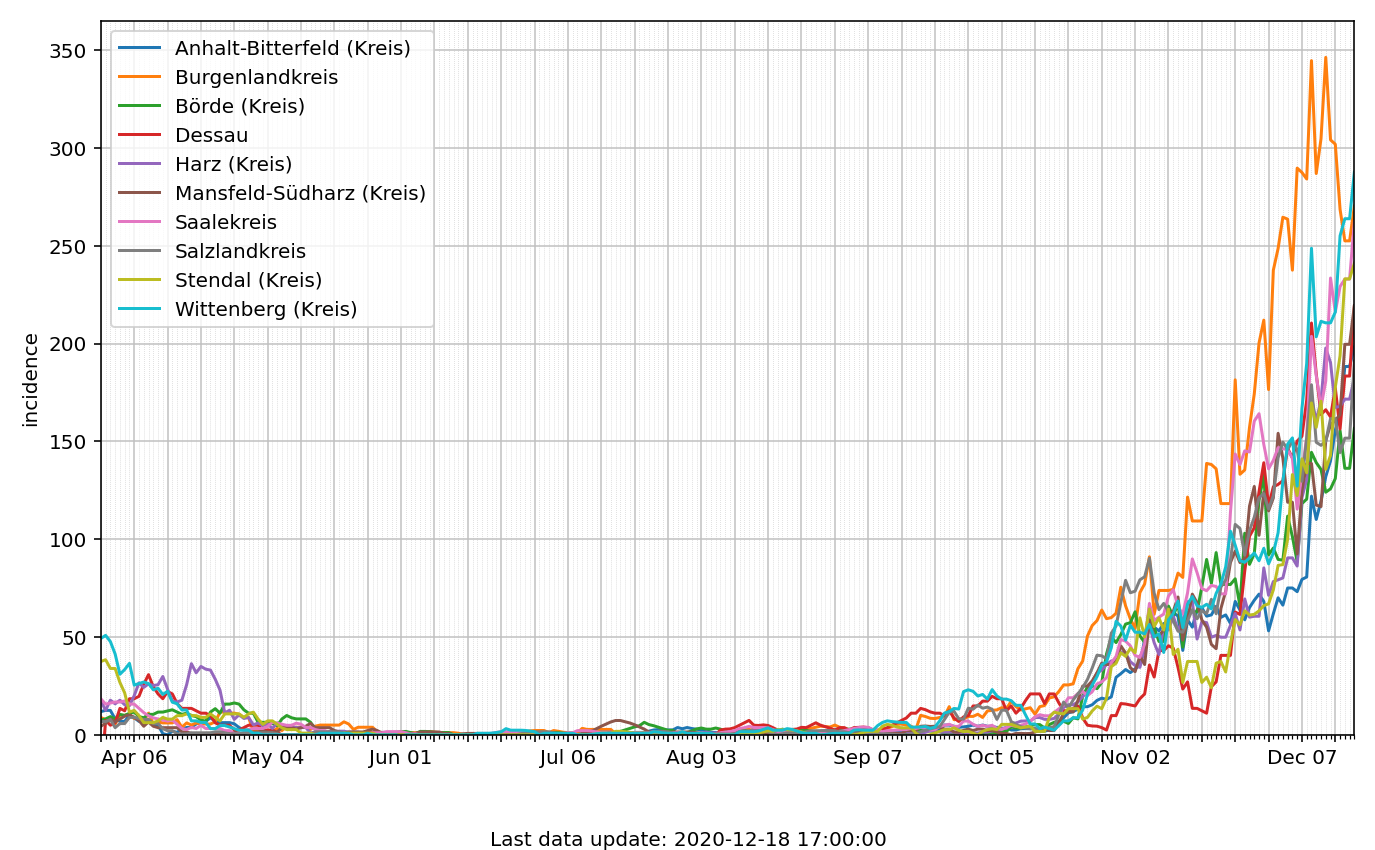 350
300
250
200
150
100
50
0
incidence
Anhalt-Bitterfeld (Kreis)
Burgenlandkreis
Börde (Kreis)
Dessau
Harz (Kreis)
Mansfeld-Südharz (Kreis)
Saalekreis
Salzlandkreis
Stendal (Kreis)
Wittenberg (Kreis)
Apr 06 May 04 Jun 01 Jul 06 Aug 03 Sep 07 Oct 05 Nov 02 Dec 07
Last data update: 2020-12-18 17:00:00